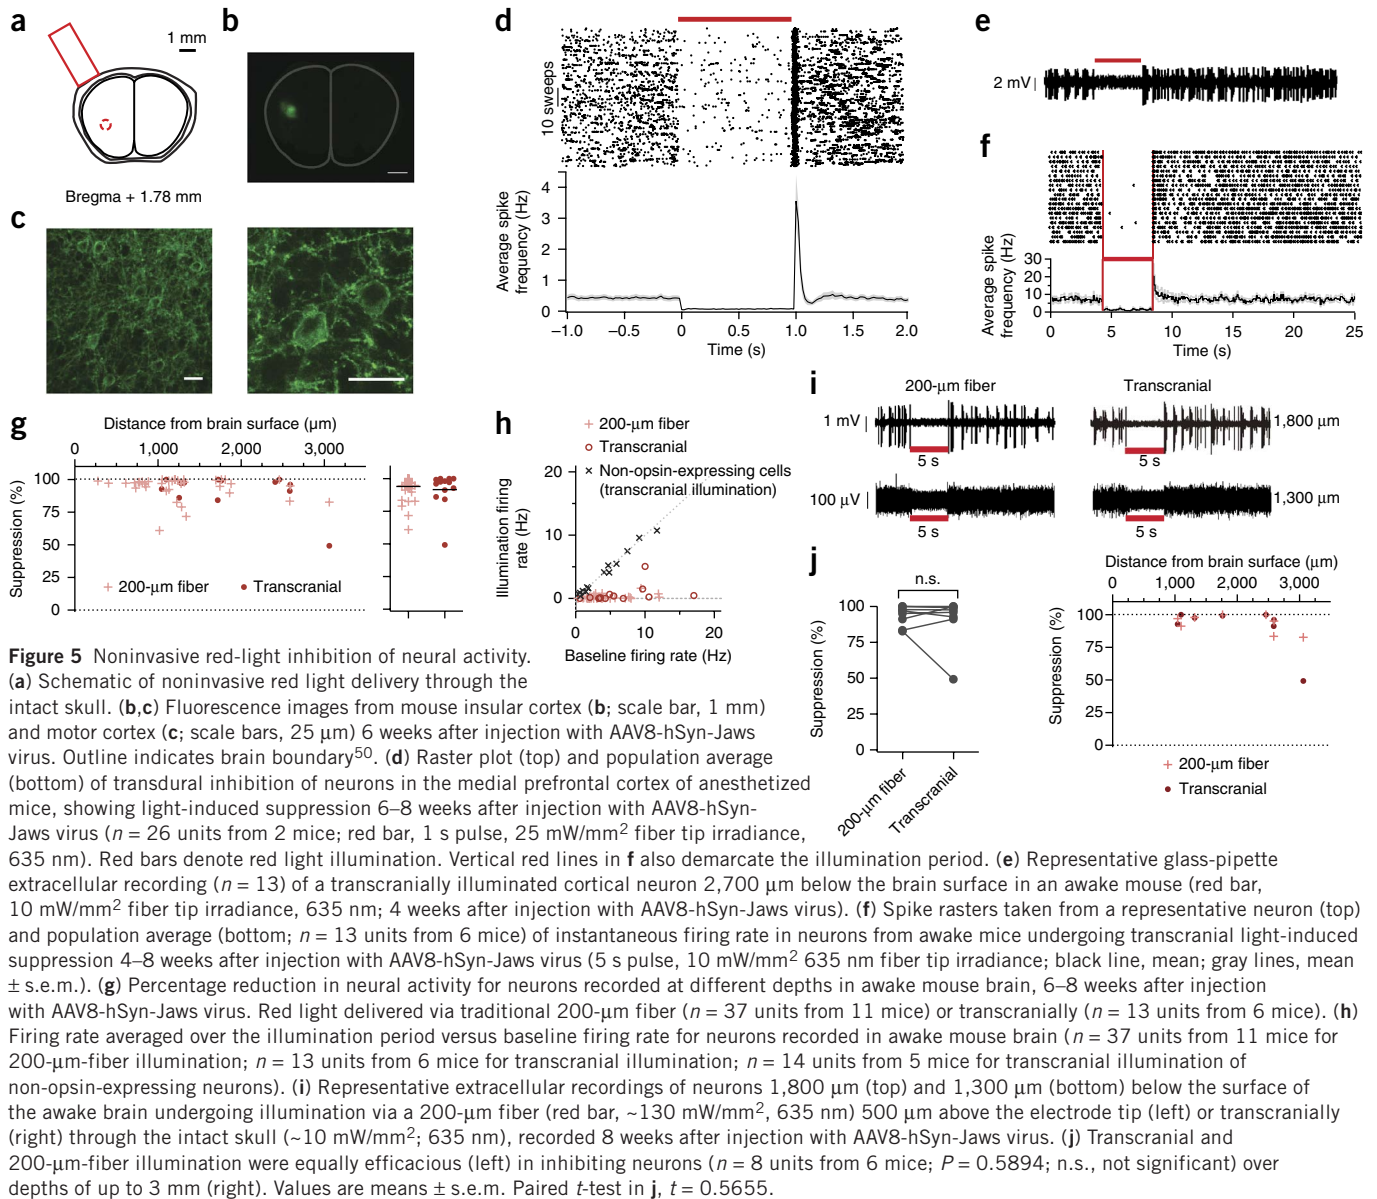 a
1 mm
Bregma + 1.78 mm
b
c
d
10 sweeps
Average spike
frequency (Hz)
4
3
2
1
0
–1.0
–0.5
0
0.5
1.0
1.5
2.0
Time (s)
e
2 mV
f
Average spike
frequency (Hz)
30
20
10
0
0
5
10
15
20
25
Time (s)
g
Distance from brain surface (μm)
0
1,000
2,000
3,000
Suppression (%)
100
75
50
25
0
200-μm fiber
Transcranial
h
200-μm fiber
Transcranial
Non-opsin-expressing cells
(transcranial illumination)
Illumination firing
rate (Hz)
20
10
0
0
10
20
Baseline firing rate (Hz)
i
200-μm fiber
Transcranial
1 mV
1,800 μm
5 s
5 s
100 μV
1,300 μm
5 s
5 s
j
n.s.
Suppression (%)
100
75
50
25
0
200-μm fiber
Transcranial
Distance from brain surface (μm)
0
1,000
2,000
3,000
Suppression (%)
100
75
50
25
0
200-μm fiber
Transcranial
Figure 5 Noninvasive red-light inhibition of neural activity.
(a) Schematic of noninvasive red light delivery through the
intact skull. (b,c) Fluorescence images from mouse insular cortex (b; scale bar, 1 mm)
and motor cortex (c; scale bars, 25 μm) 6 weeks after injection with AAV8-hSyn-Jaws
virus. Outline indicates brain boundary50. (d) Raster plot (top) and population average
(bottom) of transdural inhibition of neurons in the medial prefrontal cortex of anesthetized
mice, showing light-induced suppression 6–8 weeks after injection with AAV8-hSyn-
Jaws virus (n = 26 units from 2 mice; red bar, 1 s pulse, 25 mW/mm2 fiber tip irradiance,
635 nm). Red bars denote red light illumination. Vertical red lines in f also demarcate the illumination period. (e) Representative glass-pipette
extracellular recording (n = 13) of a transcranially illuminated cortical neuron 2,700 μm below the brain surface in an awake mouse (red bar,
10 mW/mm2 fiber tip irradiance, 635 nm; 4 weeks after injection with AAV8-hSyn-Jaws virus). (f) Spike rasters taken from a representative neuron (top)
and population average (bottom; n = 13 units from 6 mice) of instantaneous firing rate in neurons from awake mice undergoing transcranial light-induced
suppression 4–8 weeks after injection with AAV8-hSyn-Jaws virus (5 s pulse, 10 mW/mm2 635 nm fiber tip irradiance; black line, mean; gray lines, mean
± s.e.m.). (g) Percentage reduction in neural activity for neurons recorded at different depths in awake mouse brain, 6–8 weeks after injection
with AAV8-hSyn-Jaws virus. Red light delivered via traditional 200-μm fiber (n = 37 units from 11 mice) or transcranially (n = 13 units from 6 mice). (h)
Firing rate averaged over the illumination period versus baseline firing rate for neurons recorded in awake mouse brain (n = 37 units from 11 mice for
200-μm-fiber illumination; n = 13 units from 6 mice for transcranial illumination; n = 14 units from 5 mice for transcranial illumination of
non-opsin-expressing neurons). (i) Representative extracellular recordings of neurons 1,800 μm (top) and 1,300 μm (bottom) below the surface of
the awake brain undergoing illumination via a 200-μm fiber (red bar, ~130 mW/mm2, 635 nm) 500 μm above the electrode tip (left) or transcranially
(right) through the intact skull (~10 mW/mm2; 635 nm), recorded 8 weeks after injection with AAV8-hSyn-Jaws virus. (j) Transcranial and
200-μm-fiber illumination were equally efficacious (left) in inhibiting neurons (n = 8 units from 6 mice; P = 0.5894; n.s., not significant) over
depths of up to 3 mm (right). Values are means ± s.e.m. Paired t-test in j, t = 0.5655.